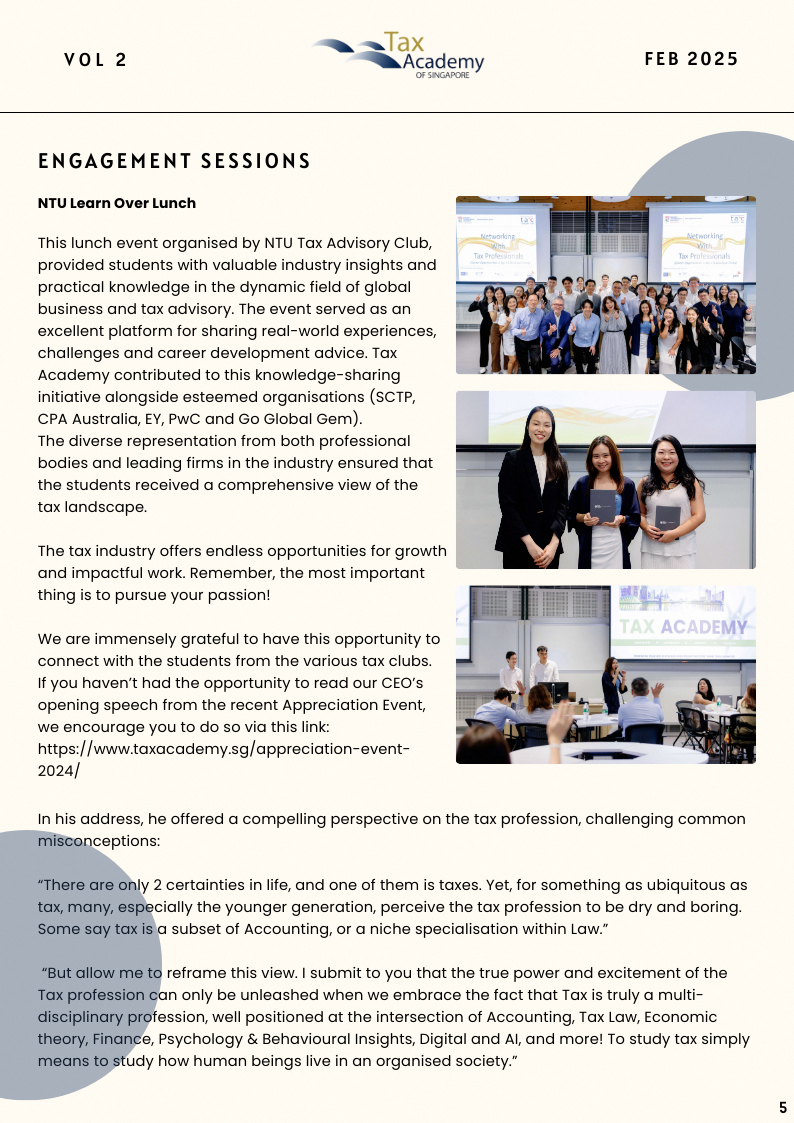 VOL 2
Tax
Academy
OF SINGAPORE
FEB 2025
ENGAGEMENT SESSIONS
NTU Learn Over Lunch
This lunch event organised by NTU Tax Advisory Club,
provided students with valuable industry insights and
practical knowledge in the dynamic field of global
business and tax advisory. The event served as an
excellent platform for sharing real-world experiences,
challenges and career development advice. Tax
Academy contributed to this knowledge-sharing
initiative alongside esteemed organisations (SCTP,
CPA Australia, EY, PwC and Go Global Gem).
The diverse representation from both professional
bodies and leading firms in the industry ensured that
the students received a comprehensive view of the
tax landscape.
The tax industry offers endless opportunities for growth
and impactful work. Remember, the most important
thing is to pursue your passion!
We are immensely grateful to have this opportunity to
connect with the students from the various tax clubs.
If you haven’t had the opportunity to read our CEO’s
opening speech from the recent Appreciation Event,
we encourage you to do so via this link:
https://www.taxacademy.sg/appreciation-event-
2024/
Networking
With
Tax Professionals
Networking
With
Tax Professionals
TAX ACADEMY
In his address, he offered a compelling perspective on the tax profession, challenging common
misconceptions:
“There are only 2 certainties in life, and one of them is taxes. Yet, for something as ubiquitous as
tax, many, especially the younger generation, perceive the tax profession to be dry and boring.
Some say tax is a subset of Accounting, or a niche specialisation within Law.”
“But allow me to reframe this view. I submit to you that the true power and excitement of the
Tax profession can only be unleashed when we embrace the fact that Tax is truly a multi-
disciplinary profession, well positioned at the intersection of Accounting, Tax Law, Economic
theory, Finance, Psychology & Behavioural Insights, Digital and AI, and more! To study tax simply
means to study how human beings live in an organised society.”
5